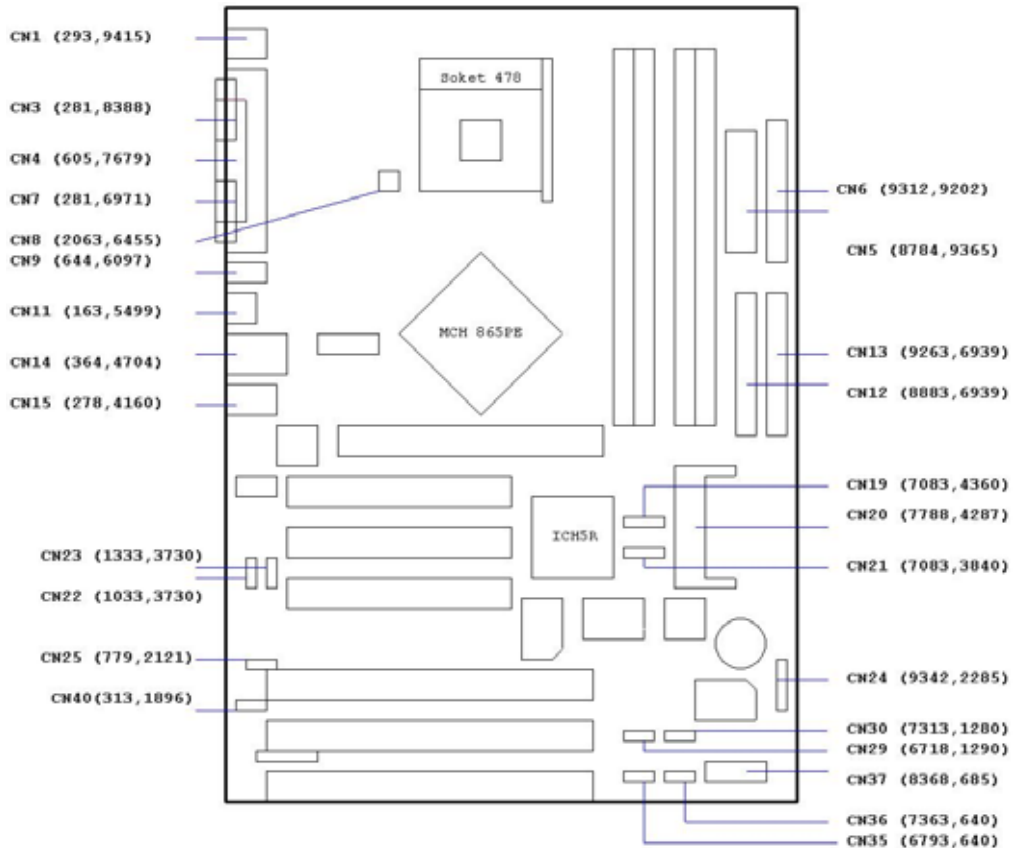 CN1 (293,9415)
CN3 (281,8388)
CN4 (605,7679)
CN7 (281,6971)
CN8 (2063,6455)
CN9 (644,6097)
CN11 (163,5499)
CN14 (364,4704)
CN15 (278,4160)
CN23 (1333,3730)
CN22 (1033,3730)
CN25 (779,2121)
CN40(313,1896)
Soket 478
MCH 865PE
ICH5R
CN6 (9312,9202)
CN5 (8784,9365)
CN13 (9263,6939)
CN12 (8883,6939)
CN19 (7083,4360)
CN20 (7788,4287)
CN21 (7083,3840)
CN24 (9342,2285)
CN30 (7313,1280)
CN29 (6718,1290)
CN37 (8368,685)
CN36 (7363,640)
CN35 (6793,640)